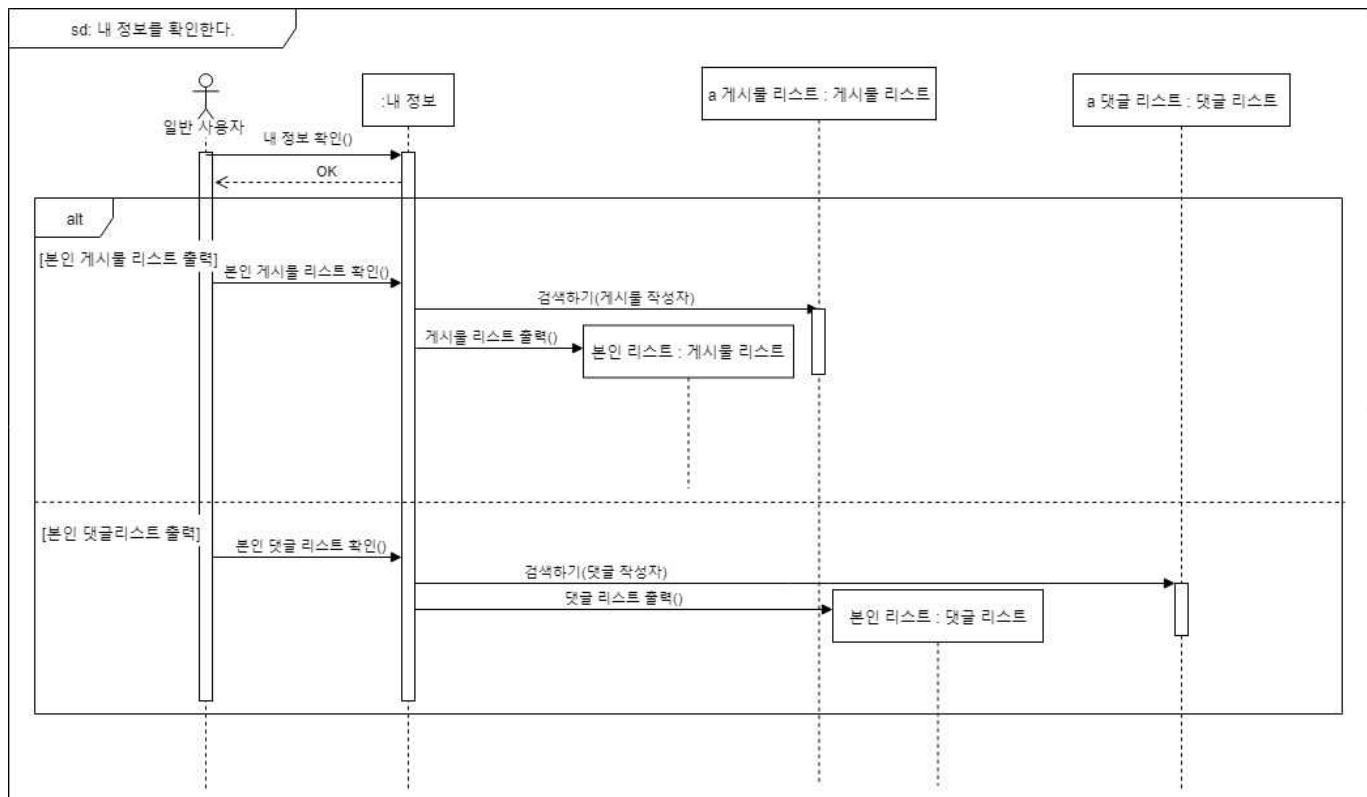 sd: 내 정보를 확인한다.
일반 사용자
:내 정보
a 게시물 리스트 : 게시물 리스트
a 댓글 리스트 : 댓글 리스트
내 정보 확인()
OK
alt
[본인 게시물 리스트 출력]
본인 게시물 리스트 확인()
검색하기(게시물 작성자)
게시물 리스트 출력()
본인 리스트 : 게시물 리스트
[본인 댓글리스트 출력]
본인 댓글 리스트 확인()
검색하기(댓글 작성자)
댓글 리스트 출력()
본인 리스트 : 댓글 리스트